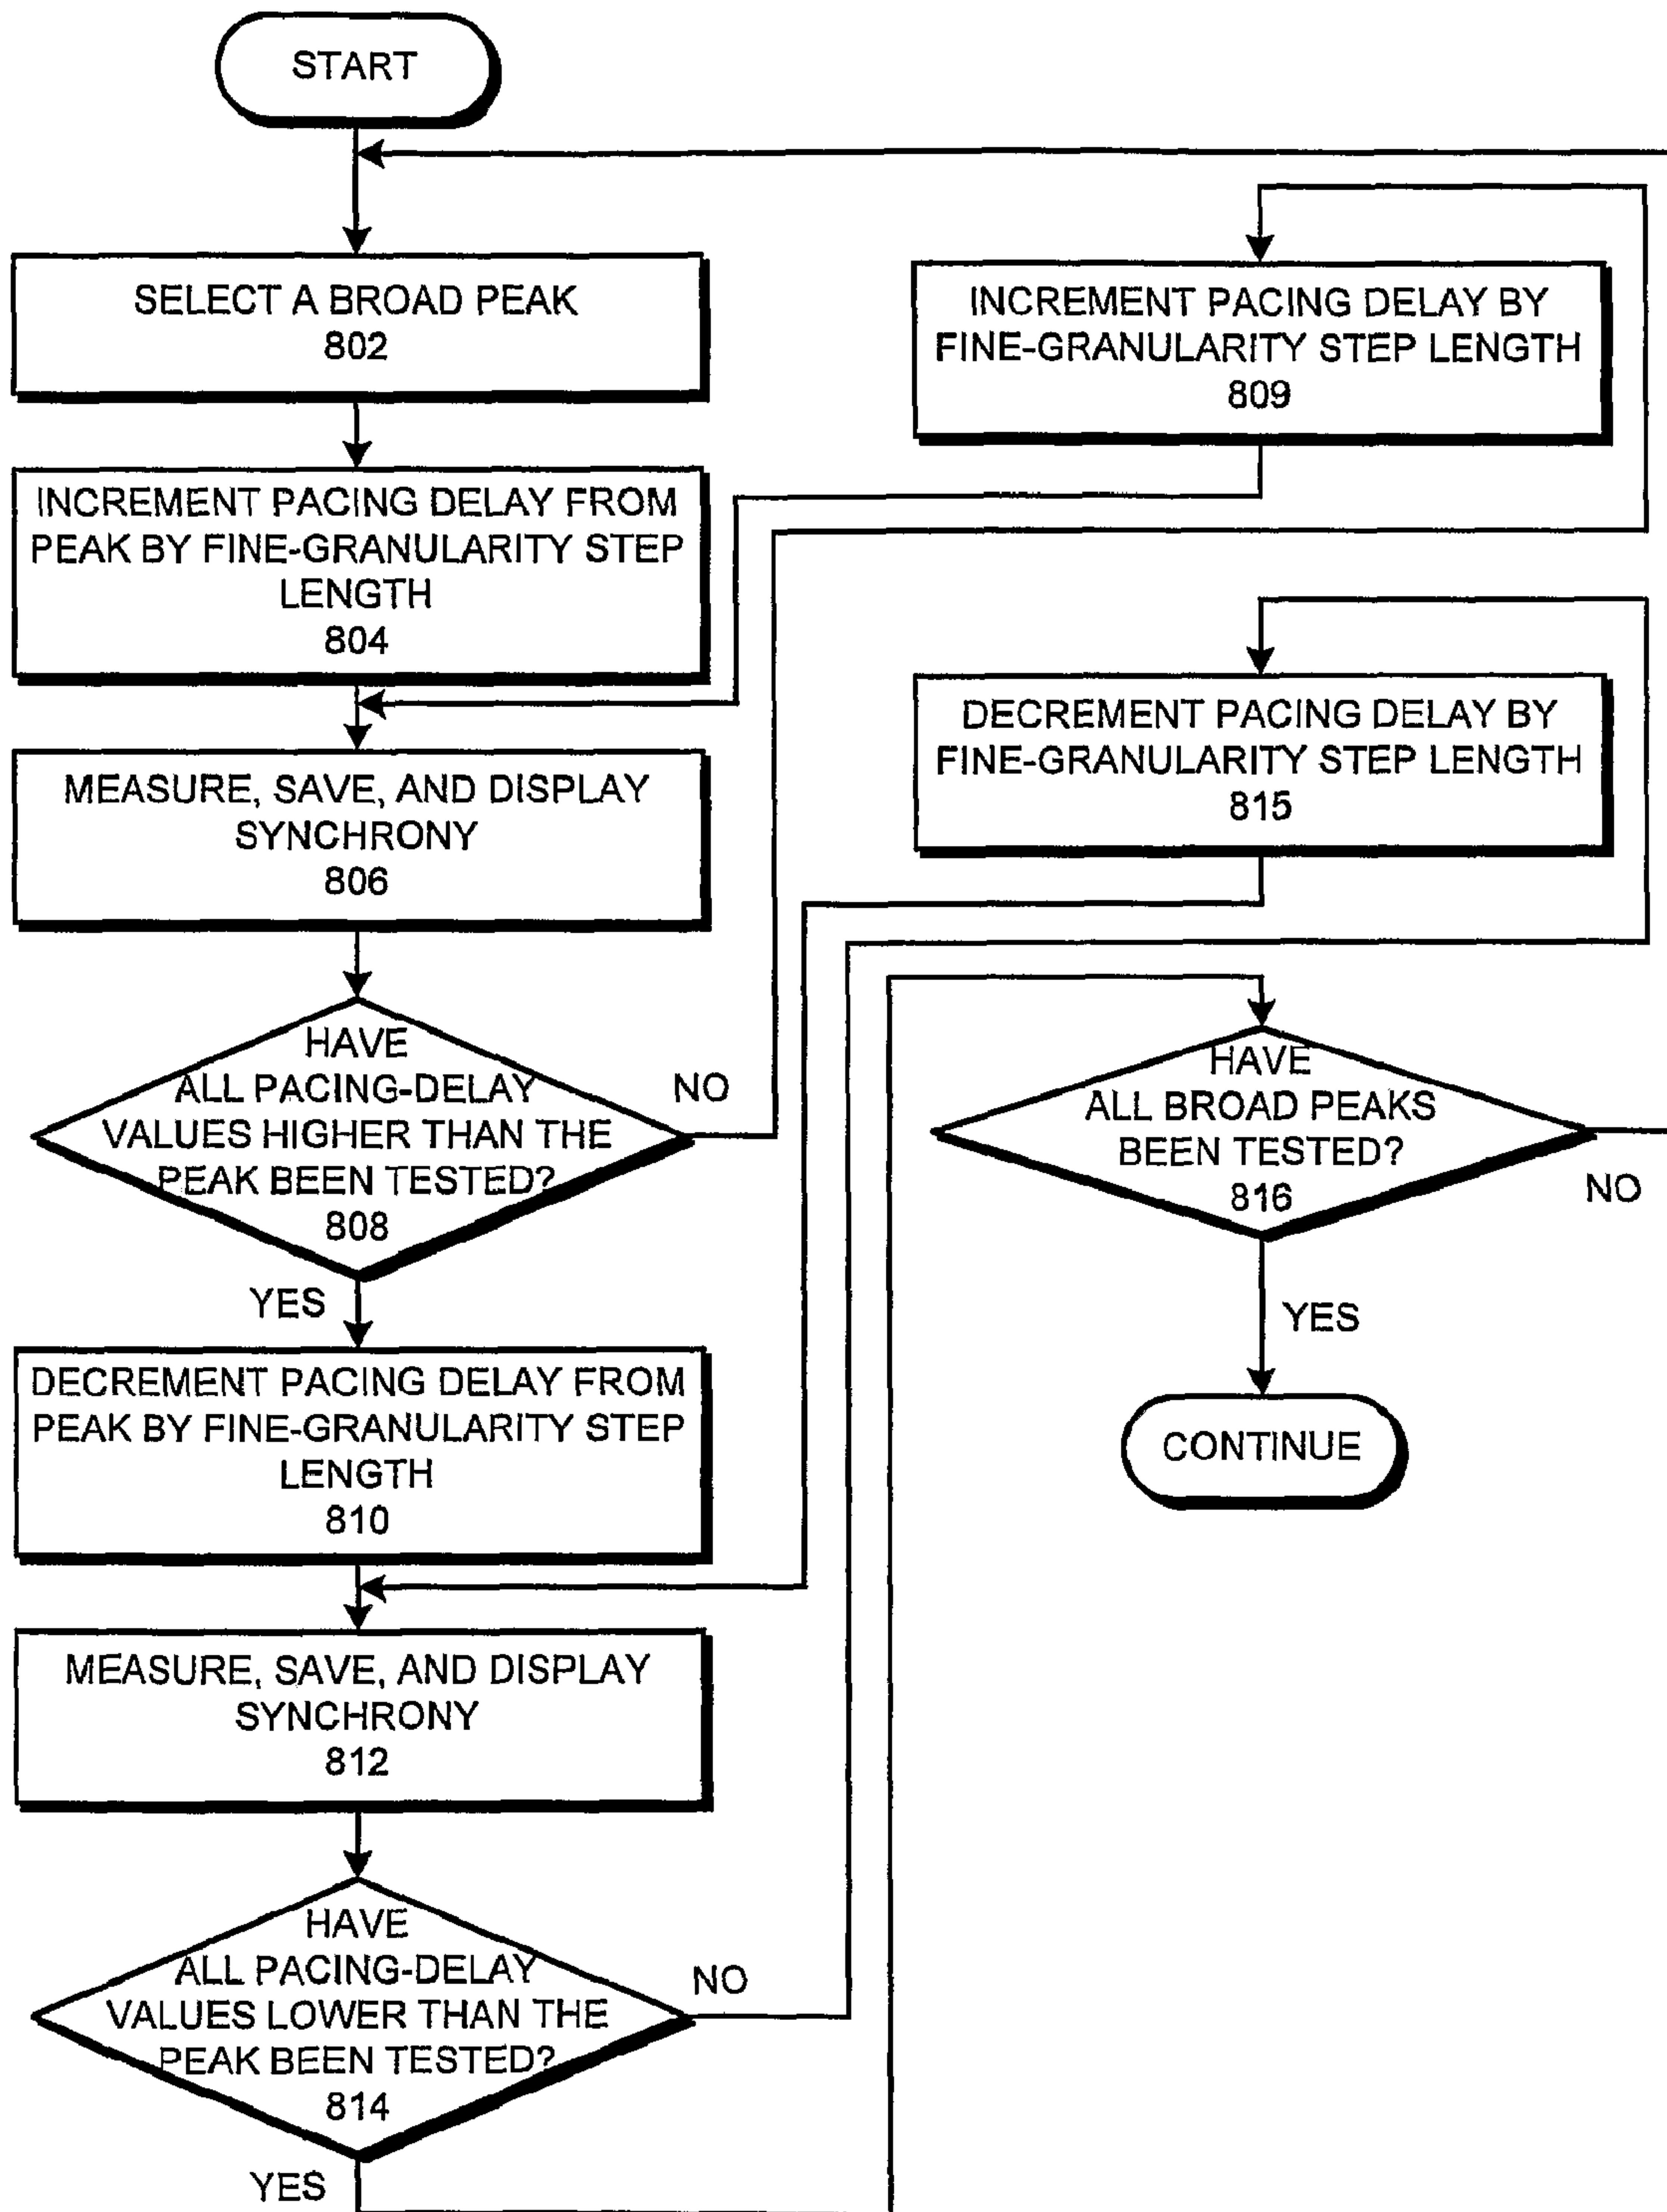 START
SELECT A BROAD PEAK
802
INCREMENT PACING DELAY FROM
PEAK BY FINE-GRANULARITY STEP
LENGTH
804
MEASURE, SAVE, AND DISPLAY
SYNCHRONY
806
HAVE
ALL PACING-DELAY
VALUES HIGHER THAN THE
PEAK BEEN TESTED?
808
NO
YES
DECREMENT PACING DELAY FROM
PEAK BY FINE-GRANULARITY STEP
LENGTH
810
MEASURE, SAVE, AND DISPLAY
SYNCHRONY
812
HAVE
ALL PACING-DELAY
VALUES LOWER THAN THE
PEAK BEEN TESTED?
814
NO
YES
INCREMENT PACING DELAY BY
FINE-GRANULARITY STEP LENGTH
809
DECREMENT PACING DELAY BY
FINE-GRANULARITY STEP LENGTH
815
HAVE
ALL BROAD PEAKS
BEEN TESTED?
816
NO
YES
CONTINUE